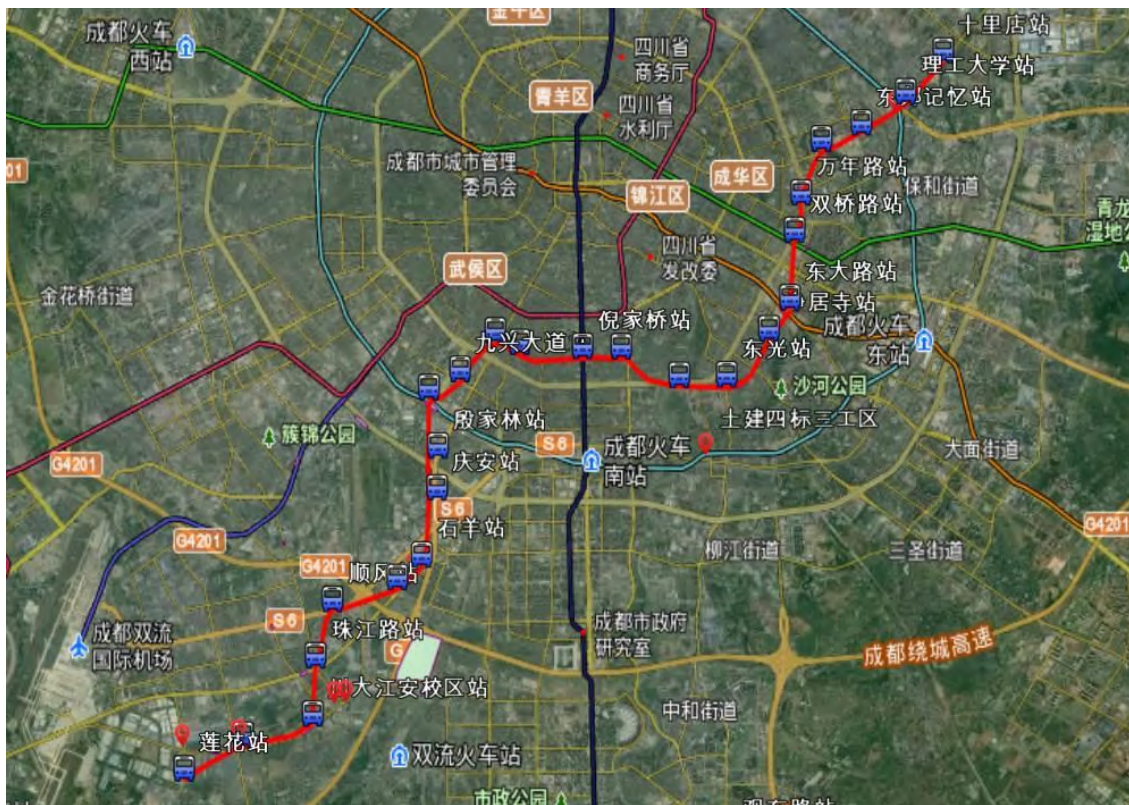 金牛区
十里店站
成都火车
西站
四川省
商务厅
理工大学站
青羊区
四川省
水利厅
记忆站
成都市城市管理
委员会
成华区
万年路站
01
锦江区
保和街道
双桥路站
青龙
湿地公
四川省
发改委
武侯区
东大路站
金花桥街道
居寺站
倪家桥站
成都火车
东站
九兴大道
东光站
沙河公园
殷家林站
土建四标三工区
簇锦公园
S6
成都火车
南站
大面街道
G4201
庆安站
S6
石羊站
G4201
G4201
柳江街道
三圣街道
G4201
顺风站
S6
珠江路站
成都市政府
研究室
成都双流
国际机场
G
成都绕城高速
大江安校区站
中和街道
莲花站
双流火车站
市政公园